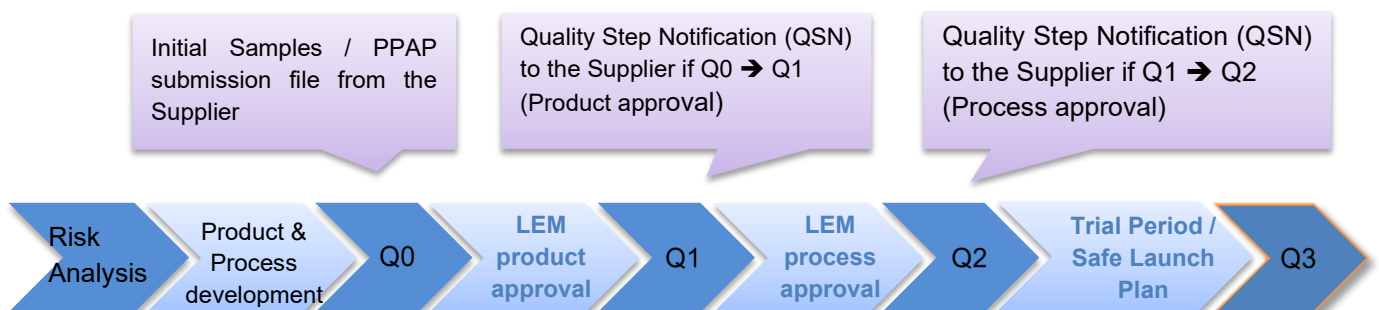 Initial Samples / PPAP
submission file from the
Supplier
Quality Step Notification (QSN)
to the Supplier if Q0 ➔ Q1
(Product approval)
Quality Step Notification (QSN)
to the Supplier if Q1 ➔ Q2
(Process approval)
Risk
Analysis
Product &
Process
development
Q0
LEM
product
approval
Q1
LEM
process
approval
Q2
Trial Period /
Safe Launch
Plan
Q3